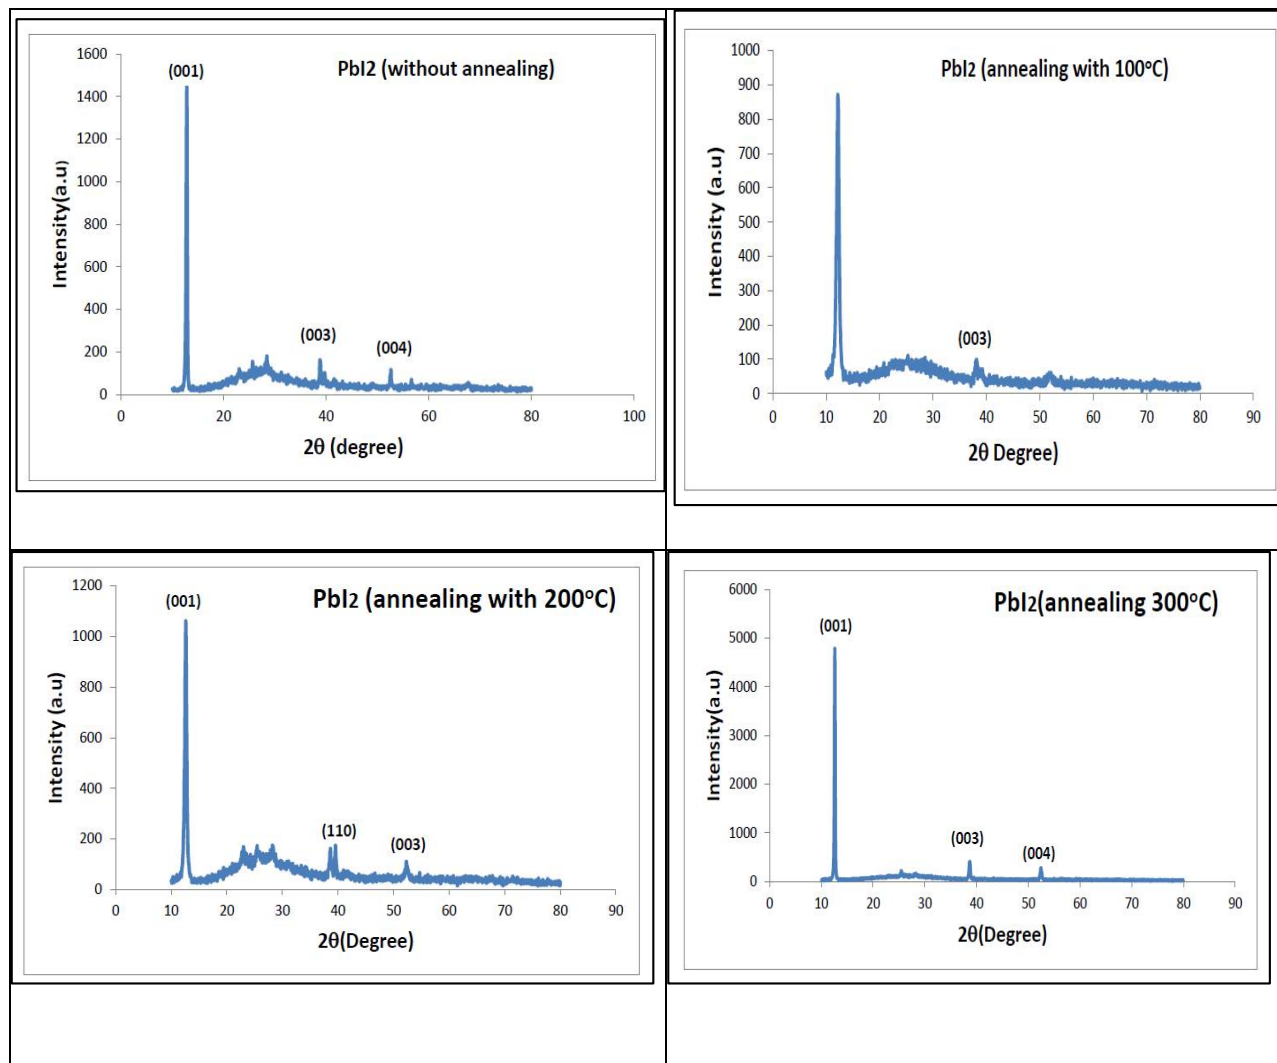 PbI2 (without annealing)
(001)
(003)
(004)
Intensity(a.u)
1600
1400
1200
1000
800
600
400
200
0
0 20 40 60 80 100
2θ (degree)
PbI2 (annealing with 100°C)
(003)
Intensity (a.u)
1000
900
800
700
600
500
400
300
200
100
0
0 10 20 30 40 50 60 70 80 90
2θ Degree)
PbI2 (annealing with 200°C)
(001)
(110)
(003)
Intensity (a.u)
1200
1000
800
600
400
200
0
0 10 20 30 40 50 60 70 80 90
2θ(Degree)
PbI2(annealing 300°C)
(001)
(003)
(004)
Intensity(a.u)
6000
5000
4000
3000
2000
1000
0
0 10 20 30 40 50 60 70 80 90
2θ(Degree)